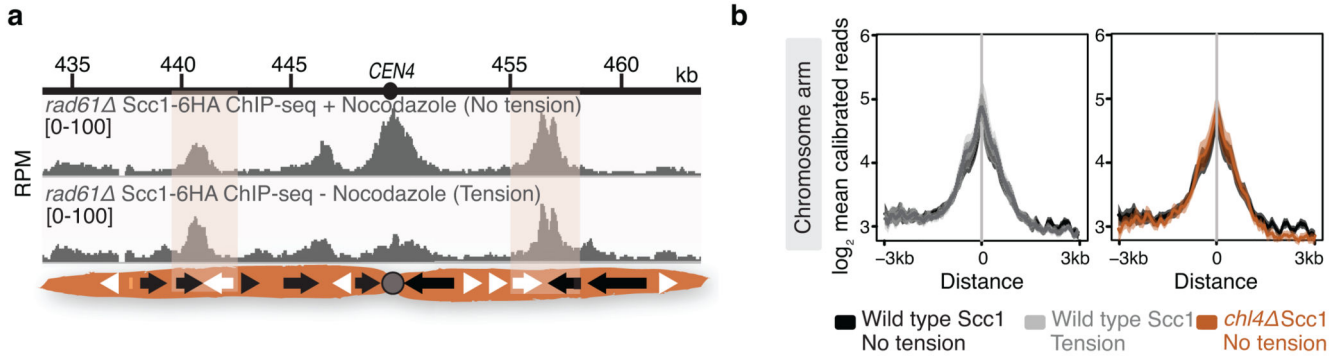 a
435 440 445 CEN4 455 460 kb
rad61Δ Scc1-6HA ChIP-seq + Nocodazole (No tension)
[0-100]
RPM
rad61Δ Scc1-6HA ChIP-seq - Nocodazole (Tension)
[0-100]
b
Chromosome arm
log2 mean calibrated reads
6
5
4
3
−3kb 0 3kb
Distance
6
5
4
3
−3kb 0 3kb
Distance
Wild type Scc1
No tension
Wild type Scc1
Tension
chl4ΔScc1
No tension